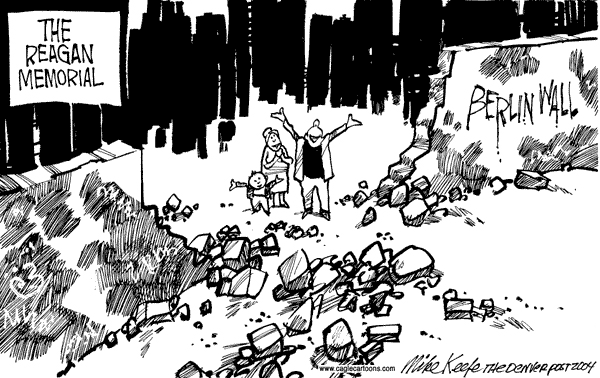 THE
REAGAN
MEMORIAL
BERLIN WALL
www.caglecartoons.com
Mike Keefe THE DENVER POST 2004